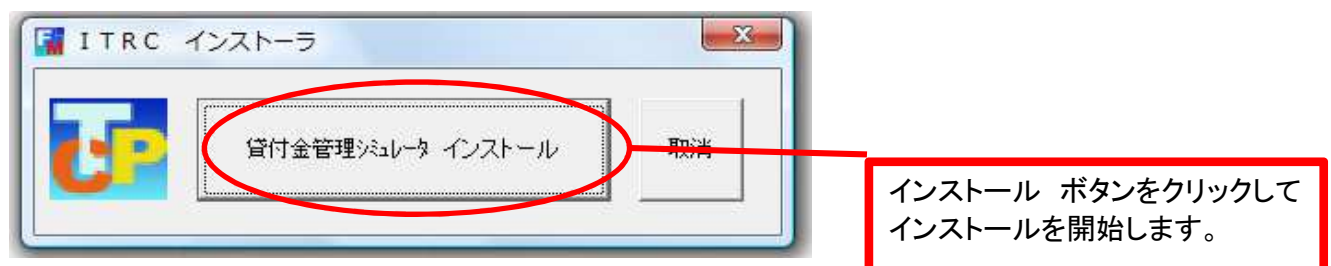 ＩＴＲＣ　インストーラ
TCP
貸付金管理ｼﾐｭﾚｰﾀ インストール
取消
インストール　ボタンをクリックして
インストールを開始します。